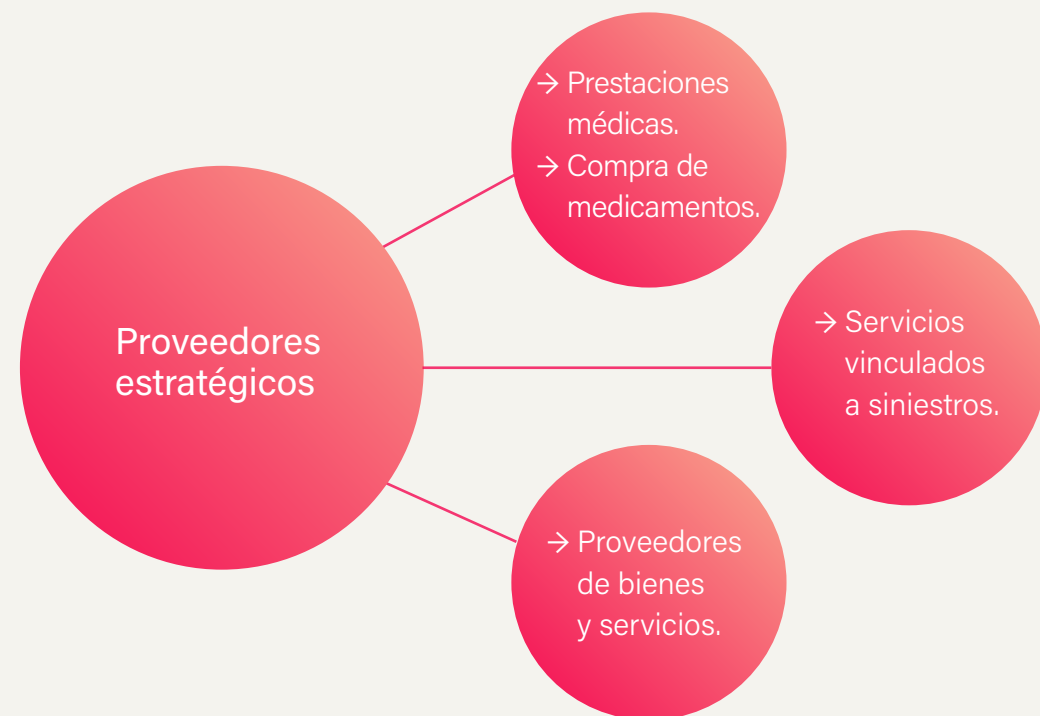 → Prestaciones
médicas.
→ Compra de
medicamentos.
Proveedores
estratégicos
→ Servicios
vinculados
a siniestros.
→ Proveedores
de bienes
y servicios.